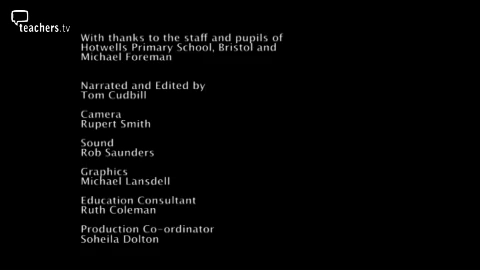 teachers.tv
With thanks to the staff and pupils of
Hotwells Primary School, Bristol and
Michael Foreman
Narrated and Edited by
Tom Cudbill
Camera
Rupert Smith
Sound
Rob Saunders
Graphics
Michael Lansdell
Education Consultant
Ruth Coleman
Production Co-ordinator
Soheila Dolton